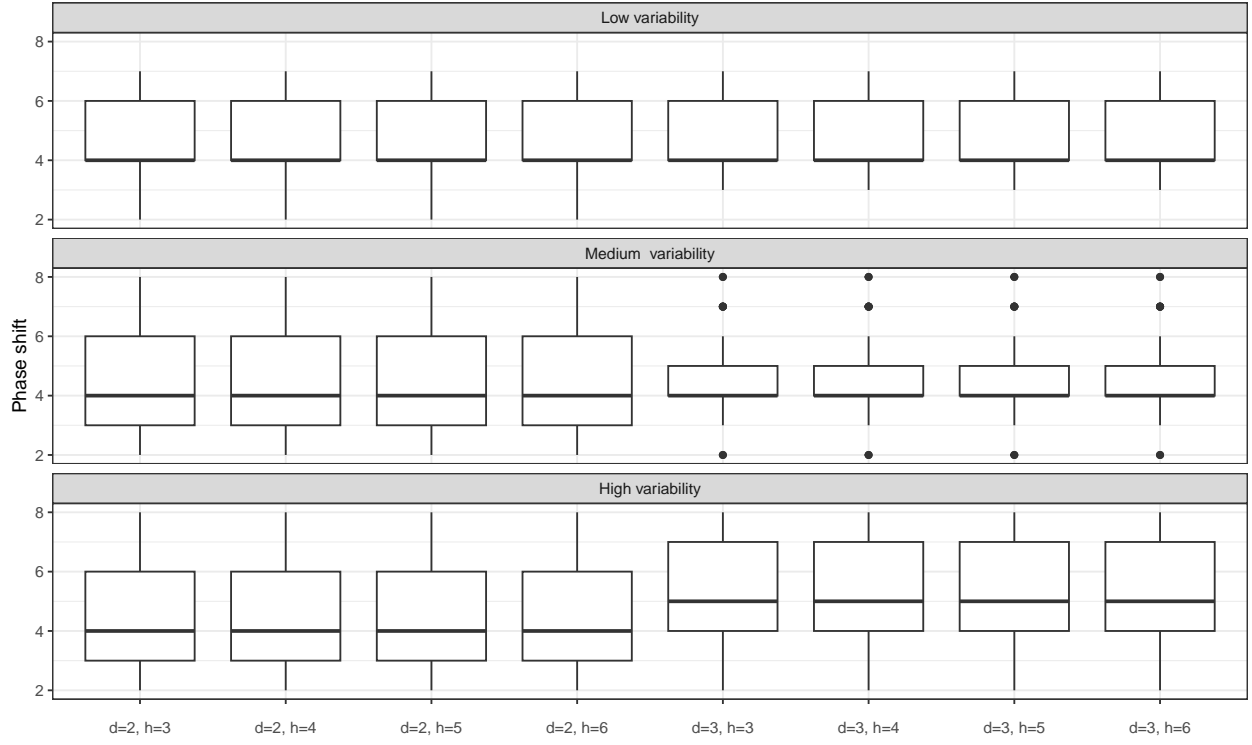 Low variability
8
6
4
2
Medium  variability
8
6
4
2
Phase shift
High variability
8
6
4
2
d=2, h=3 d=2, h=4 d=2, h=5 d=2, h=6 d=3, h=3 d=3, h=4 d=3, h=5 d=3, h=6